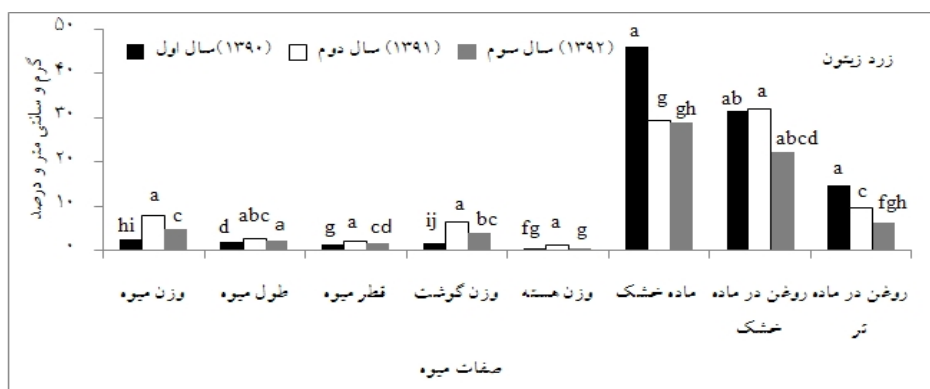 ۵۰
۴۰
۳۰
۲۰
۱۰
۰
گرم و سانتی متر و درصد
سال اول(۱۳۹۰) سال دوم (۱۳۹۱) سال سوم (۱۳۹۲)
زرد زیتون
hi a c
d abc a
g a cd
ij a bc
fg a g
a g gh
ab a abcd
a c fgh
وزن میوه
طول میوه
قطر میوه
وزن گوشت
وزن هسته
ماده خشک
روغن در ماده
خشک
روغن در ماده
تر
صفات میوه